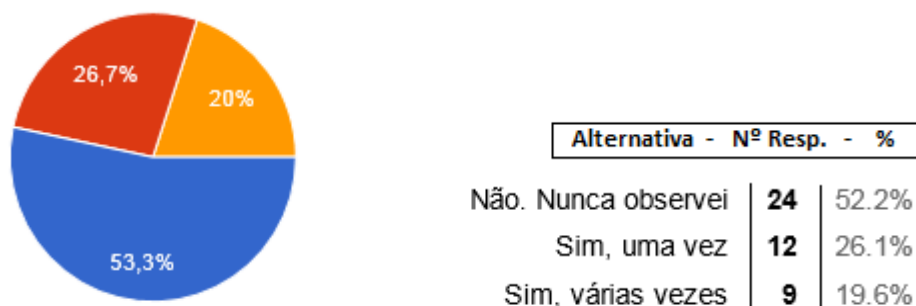 26,7%
20%
53,3%
Alternativa - Nº Resp. - %
Não. Nunca observei 24 52.2%
Sim, uma vez 12 26.1%
Sim, várias vezes 9 19.6%